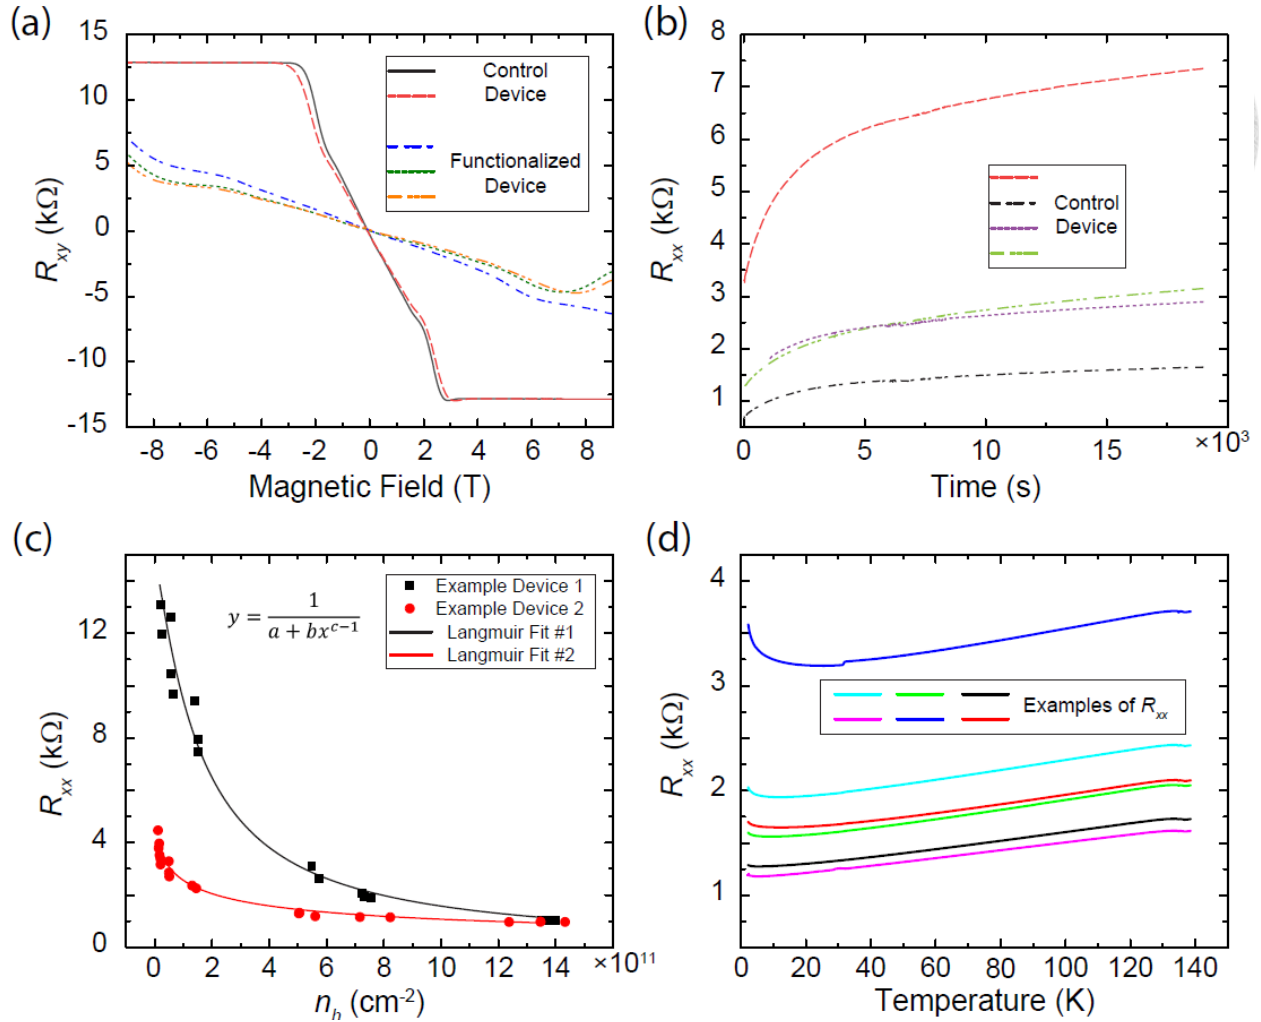 (a)
15
10
5
0
-5
-10
-15
R_xy (kΩ)
-8 -6 -4 -2 0 2 4 6 8
Magnetic Field (T)
Control
Device
Functionalized
Device
(b)
8
7
6
5
4
3
2
1
R_xx (kΩ)
0 5 10 15 ×10³
Time (s)
Control
Device
(c)
12
8
4
0
R_xx (kΩ)
0 2 4 6 8 10 12 14 ×10¹¹
n_h (cm⁻²)
y = 1 / (a + bx^(c−1))
Example Device 1
Example Device 2
Langmuir Fit #1
Langmuir Fit #2
(d)
4
3
2
1
R_xx (kΩ)
0 20 40 60 80 100 120 140
Temperature (K)
Examples of R_xx